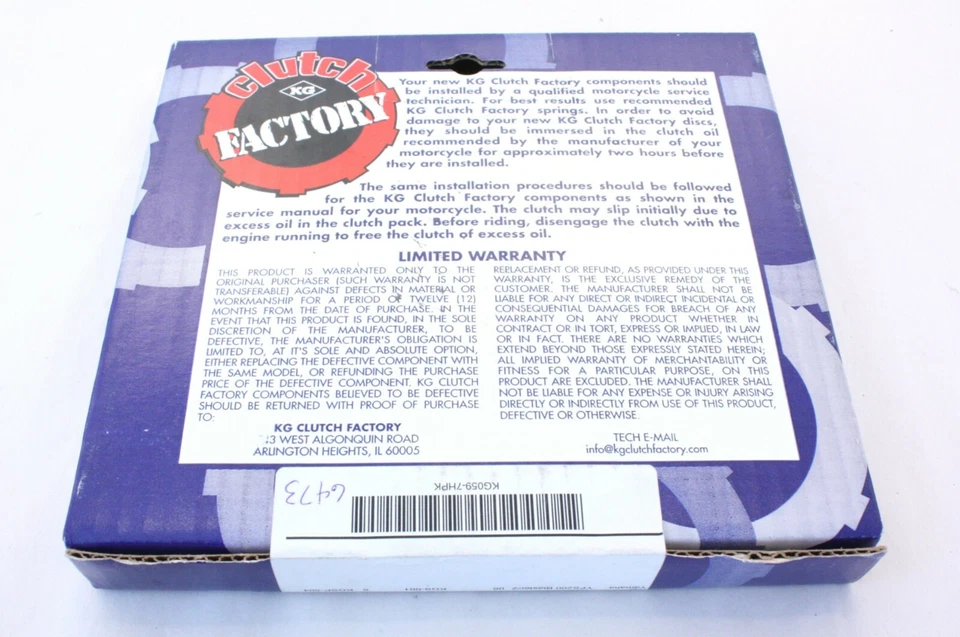 clutch
KG
FACTORY
Your new KG Clutch Factory components should
be installed by a qualified motorcycle service
technician. For best results use recommended
KG Clutch Factory springs. In order to avoid
damage to your new KG Clutch Factory discs,
they should be immersed in the clutch oil
recommended by the manufacturer of your
motorcycle for approximately two hours before
they are installed.
The same installation procedures should be followed
for the KG Clutch Factory components as shown in the
service manual for your motorcycle. The clutch may slip initially due to
excess oil in the clutch pack. Before riding, disengage the clutch with the
engine running to free the clutch of excess oil.
LIMITED WARRANTY
THIS PRODUCT IS WARRANTED ONLY TO THE
ORIGINAL PURCHASER (SUCH WARRANTY IS NOT
TRANSFERABLE) AGAINST DEFECTS IN MATERIAL OR
WORKMANSHIP FOR A PERIOD OF TWELVE (12)
MONTHS FROM THE DATE OF PURCHASE. IN THE
EVENT THAT THIS PRODUCT IS FOUND, IN THE SOLE
DISCRETION OF THE MANUFACTURER, TO BE
DEFECTIVE, THE MANUFACTURER'S OBLIGATION IS
LIMITED TO, AT IT'S SOLE AND ABSOLUTE OPTION,
EITHER REPLACING THE DEFECTIVE COMPONENT WITH
THE SAME MODEL, OR REFUNDING THE PURCHASE
PRICE OF THE DEFECTIVE COMPONENT. KG CLUTCH
FACTORY COMPONENTS BELIEVED TO BE DEFECTIVE
SHOULD BE RETURNED WITH PROOF OF PURCHASE
TO:
KG CLUTCH FACTORY
13 WEST ALGONQUIN ROAD
ARLINGTON HEIGHTS, IL 60005
REPLACEMENT OR REFUND, AS PROVIDED UNDER THIS
WARRANTY, IS THE EXCLUSIVE REMEDY OF THE
CUSTOMER. THE MANUFACTURER SHALL NOT BE
LIABLE FOR ANY DIRECT OR INDIRECT INCIDENTAL OR
CONSEQUENTIAL DAMAGES FOR BREACH OF ANY
WARRANTY ON ANY PRODUCT WHETHER IN
CONTRACT OR IN TORT, EXPRESS OR IMPLIED, IN LAW
OR IN FACT. THERE ARE NO WARRANTIES WHICH
EXTEND BEYOND THOSE EXPRESSLY STATED HEREIN;
ALL IMPLIED WARRANTY OF MERCHANTABILITY OR
FITNESS FOR A PARTICULAR PURPOSE, ON THIS
PRODUCT ARE EXCLUDED. THE MANUFACTURER SHALL
NOT BE LIABLE FOR ANY EXPENSE OR INJURY ARISING
DIRECTLY OR INDIRECTLY FROM USE OF THIS PRODUCT,
DEFECTIVE OR OTHERWISE.
TECH E-MAIL
info@kgclutchfactory.com
KG059-7HPK
6473